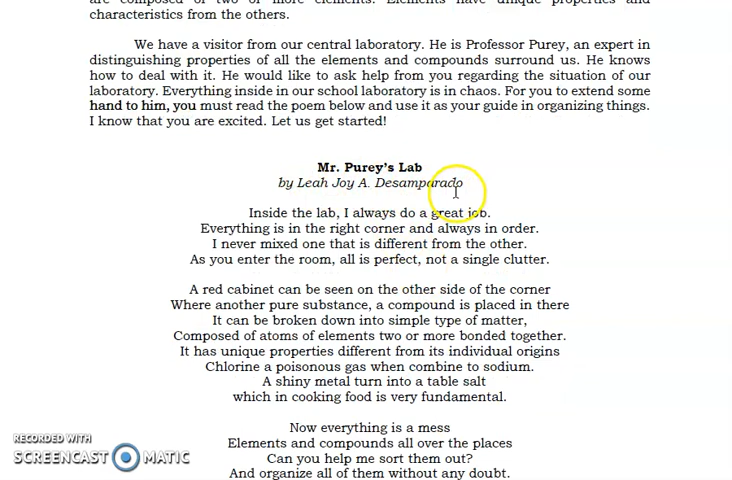 are composed of two or more elements. Elements have unique properties and
characteristics from the others.
We have a visitor from our central laboratory. He is Professor Purey, an expert in
distinguishing properties of all the elements and compounds surround us. He knows
how to deal with it. He would like to ask help from you regarding the situation of our
laboratory. Everything inside in our school laboratory is in chaos. For you to extend some
hand to him, you must read the poem below and use it as your guide in organizing things.
I know that you are excited. Let us get started!
Mr. Purey's Lab
by Leah Joy A. Desamparado
Inside the lab, I always do a great job.
Everything is in the right corner and always in order.
I never mixed one that is different from the other.
As you enter the room, all is perfect, not a single clutter.
A red cabinet can be seen on the other side of the corner
Where another pure substance, a compound is placed in there
It can be broken down into simple type of matter,
Composed of atoms of elements two or more bonded together.
It has unique properties different from its individual origins
Chlorine a poisonous gas when combine to sodium.
A shiny metal turn into a table salt
which in cooking food is very fundamental.
Now everything is a mess
Elements and compounds all over the places
Can you help me sort them out?
And organize all of them without any doubt.
RECORDED WITH
SCREENCAST MATIC